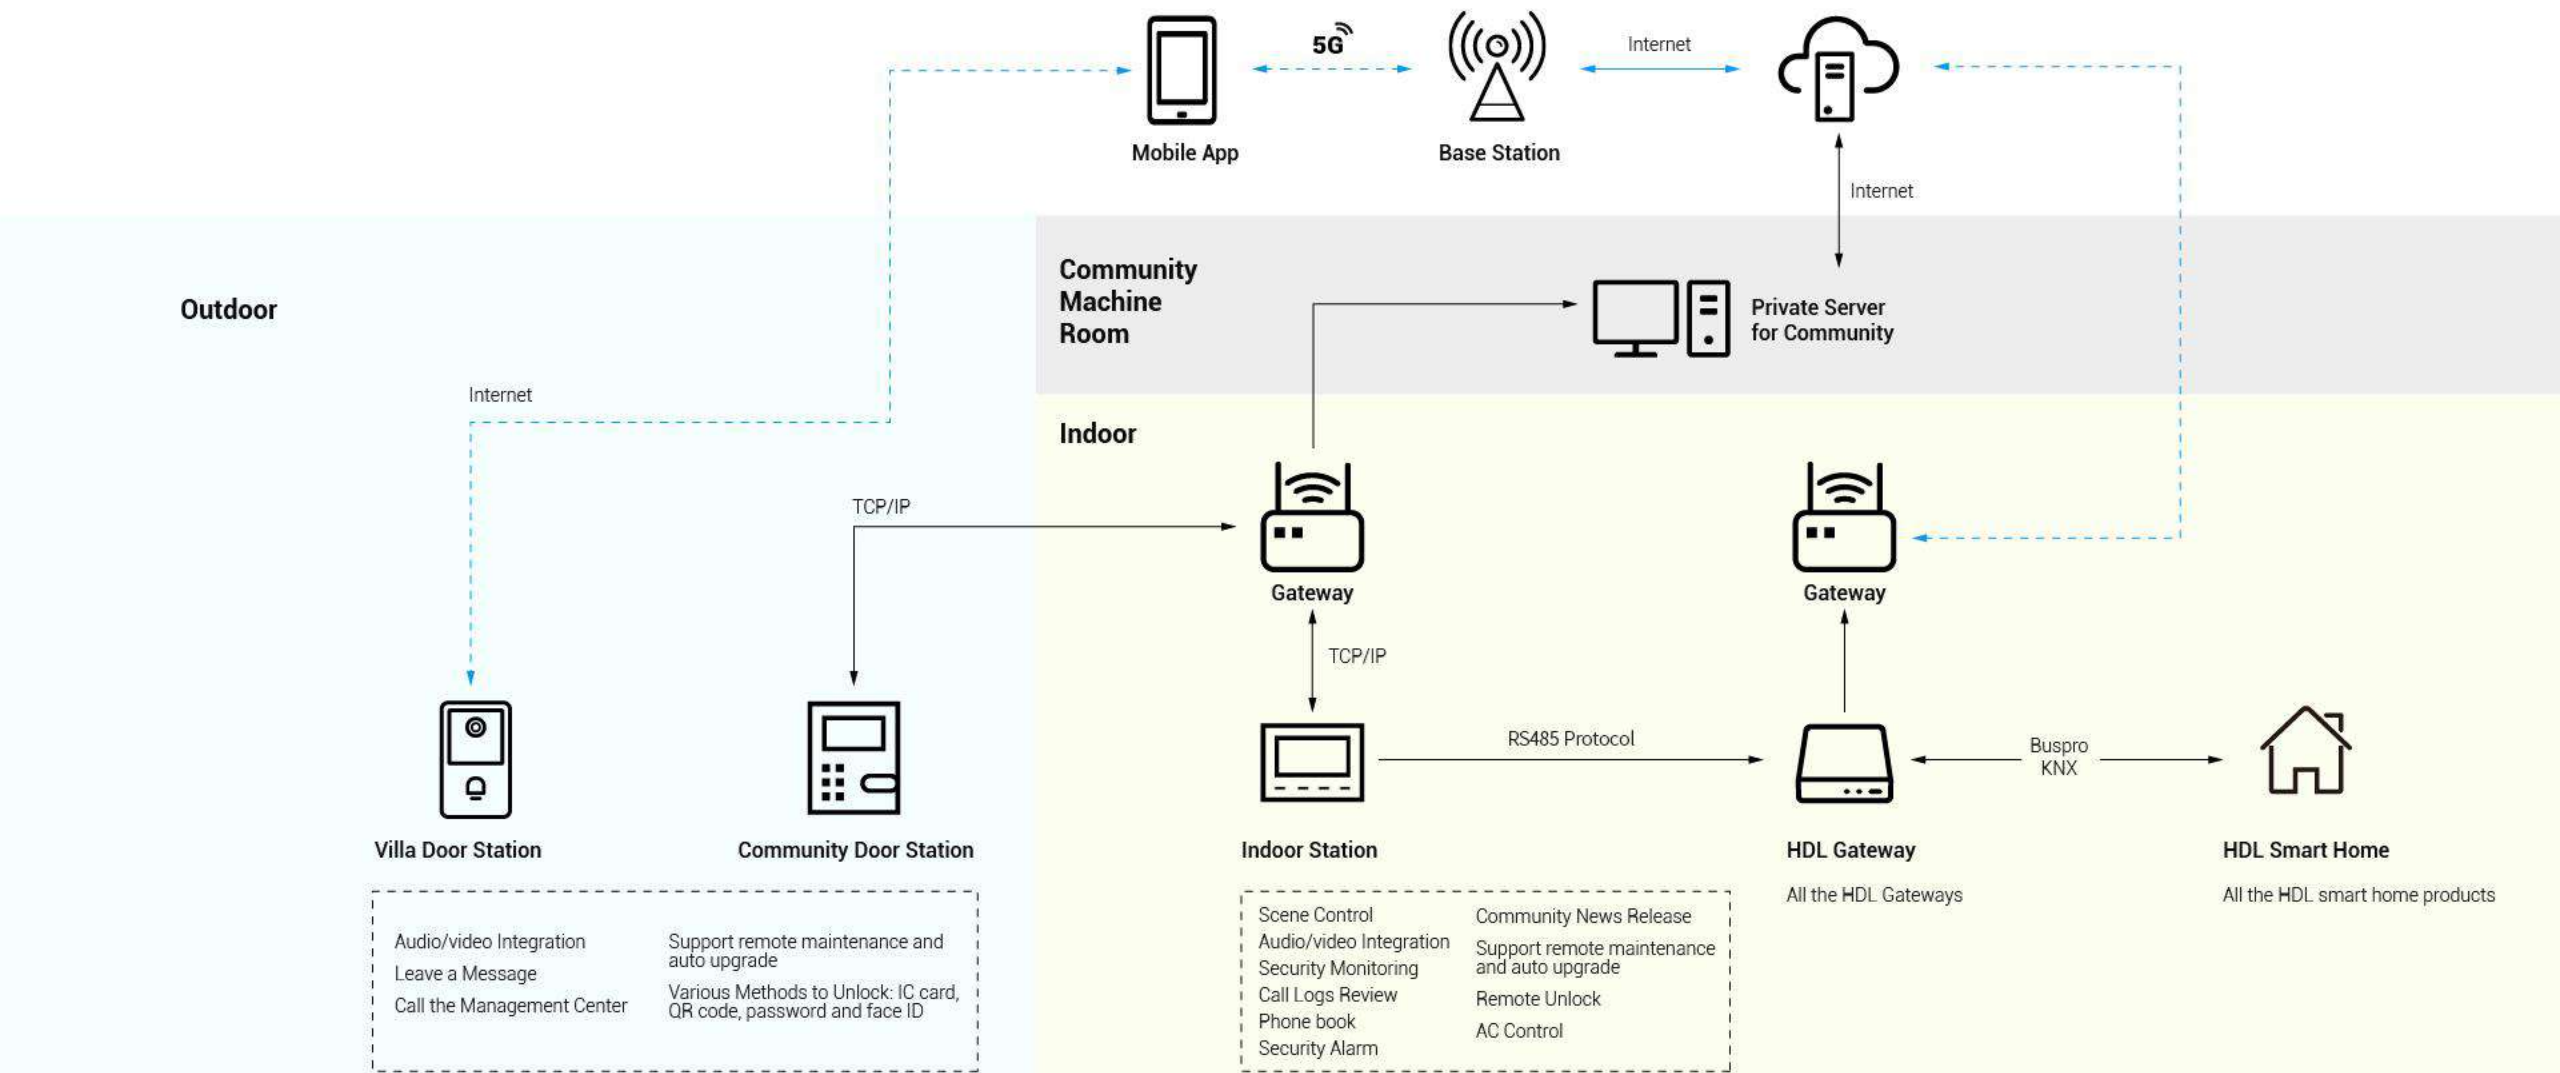 5G
Internet
Mobile App
Base Station
Internet
Outdoor
Community
Machine
Room
Private Server
for Community
Internet
Indoor
TCP/IP
Gateway
Gateway
TCP/IP
RS485 Protocol
Buspro
KNX
Villa Door Station
Community Door Station
Indoor Station
HDL Gateway
HDL Smart Home
All the HDL Gateways
All the HDL smart home products
Audio/video Integration
Leave a Message
Call the Management Center
Support remote maintenance and
auto upgrade
Various Methods to Unlock: IC card,
QR code, password and face ID
Scene Control
Audio/video Integration
Security Monitoring
Call Logs Review
Phone book
Security Alarm
Community News Release
Support remote maintenance
and auto upgrade
Remote Unlock
AC Control